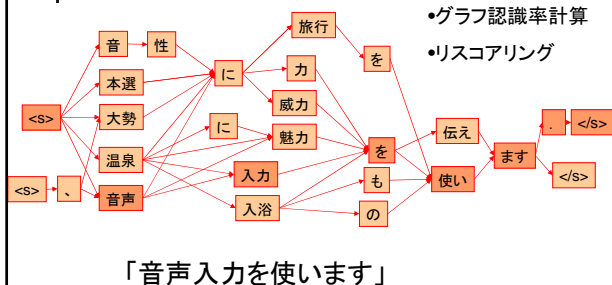 •グラフ認識率計算
•リスコアリング
旅行
音 性
を
本選
に
力
<s>
大勢
威力
に
魅力
伝え
. </s>
温泉
を
ます
入力
も
使い
</s>
<s> 、
音声
入浴
の
「音声入力を使います」